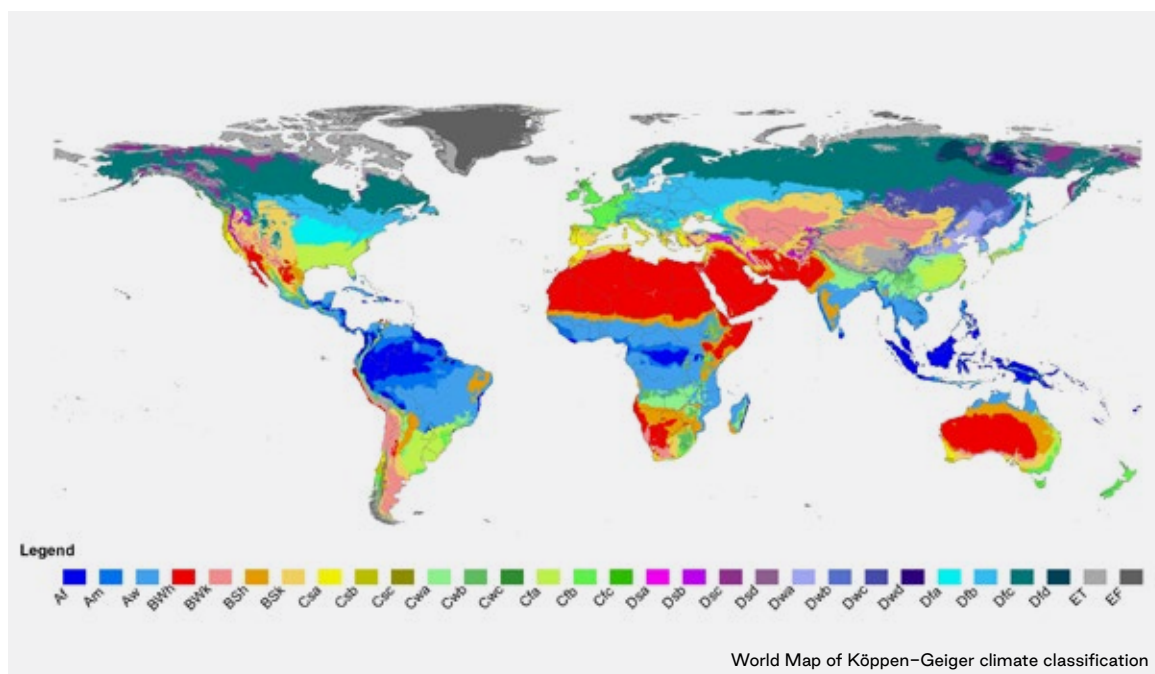 Legend
Af Am Aw BWh BWk BSh BSk Csa Csb Csc Cwa Cwb Cwc Cfa Cfb Cfc Dsa Dsb Dsc Dsd Dwa Dwb Dwc Dwd Dfa Dfb Dfc Dfd ET EF
World Map of Köppen–Geiger climate classification